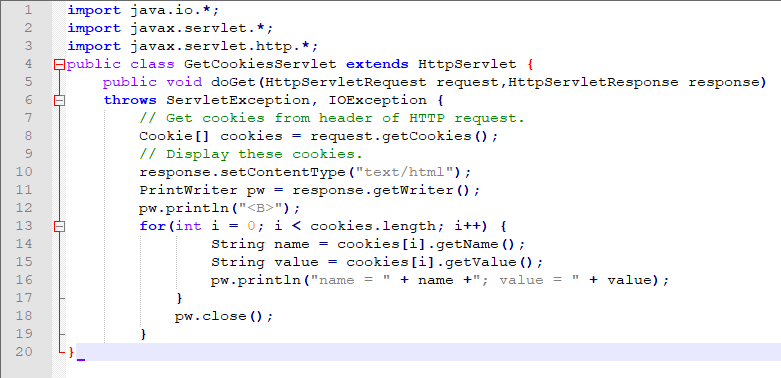 1 import java.io.*;
2 import javax.servlet.*;
3 import javax.servlet.http.*;
4 public class GetCookiesServlet extends HttpServlet {
5 public void doGet(HttpServletRequest request,HttpServletResponse response)
6 throws ServletException, IOException {
7 // Get cookies from header of HTTP request.
8 Cookie[] cookies = request.getCookies();
9 // Display these cookies.
10 response.setContentType("text/html");
11 PrintWriter pw = response.getWriter();
12 pw.println("<B>");
13 for(int i = 0; i < cookies.length; i++) {
14 String name = cookies[i].getName();
15 String value = cookies[i].getValue();
16 pw.println("name = " + name +"; value = " + value);
17 }
18 pw.close();
19 }
20 }